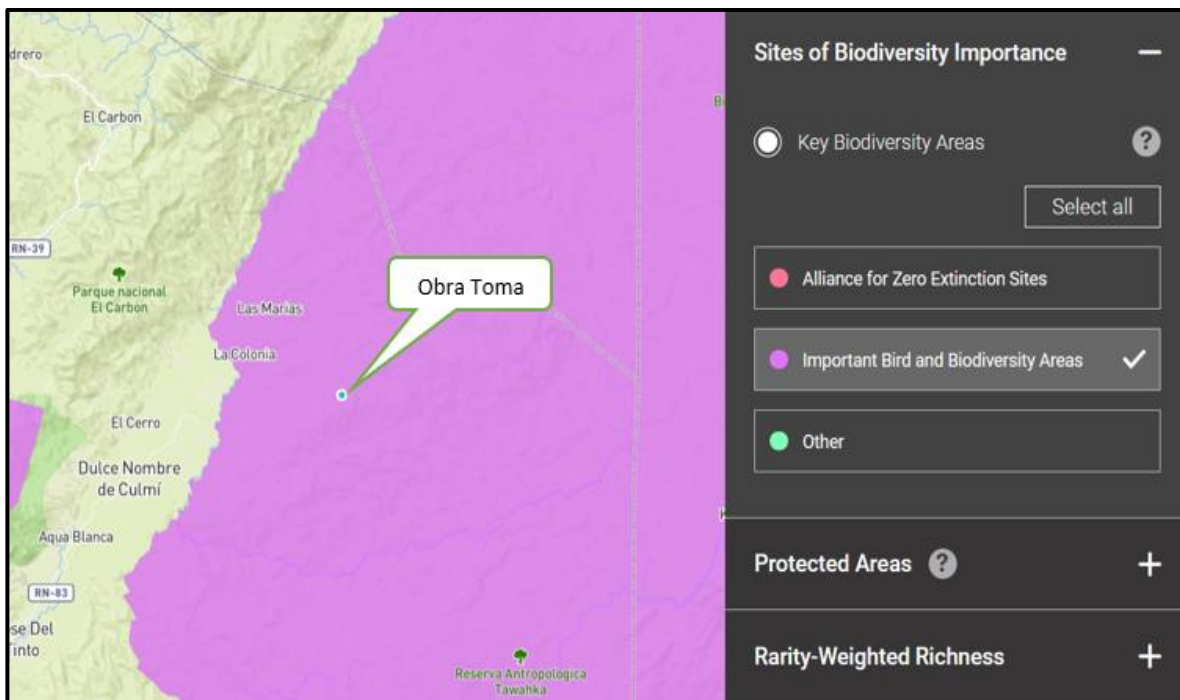 drero
El Carbon
RN-39
Parque nacional
El Carbon
Las Marias
La Colonia
Obra Toma
El Cerro
Dulce Nombre
de Culmí
Aqua Blanca
RN-83
se Del
into
Reserva Antropologica
Tawahka
Bi
K
Sites of Biodiversity Importance
Key Biodiversity Areas
?
Select all
Alliance for Zero Extinction Sites
Important Bird and Biodiversity Areas
Other
Protected Areas ?
Rarity-Weighted Richness